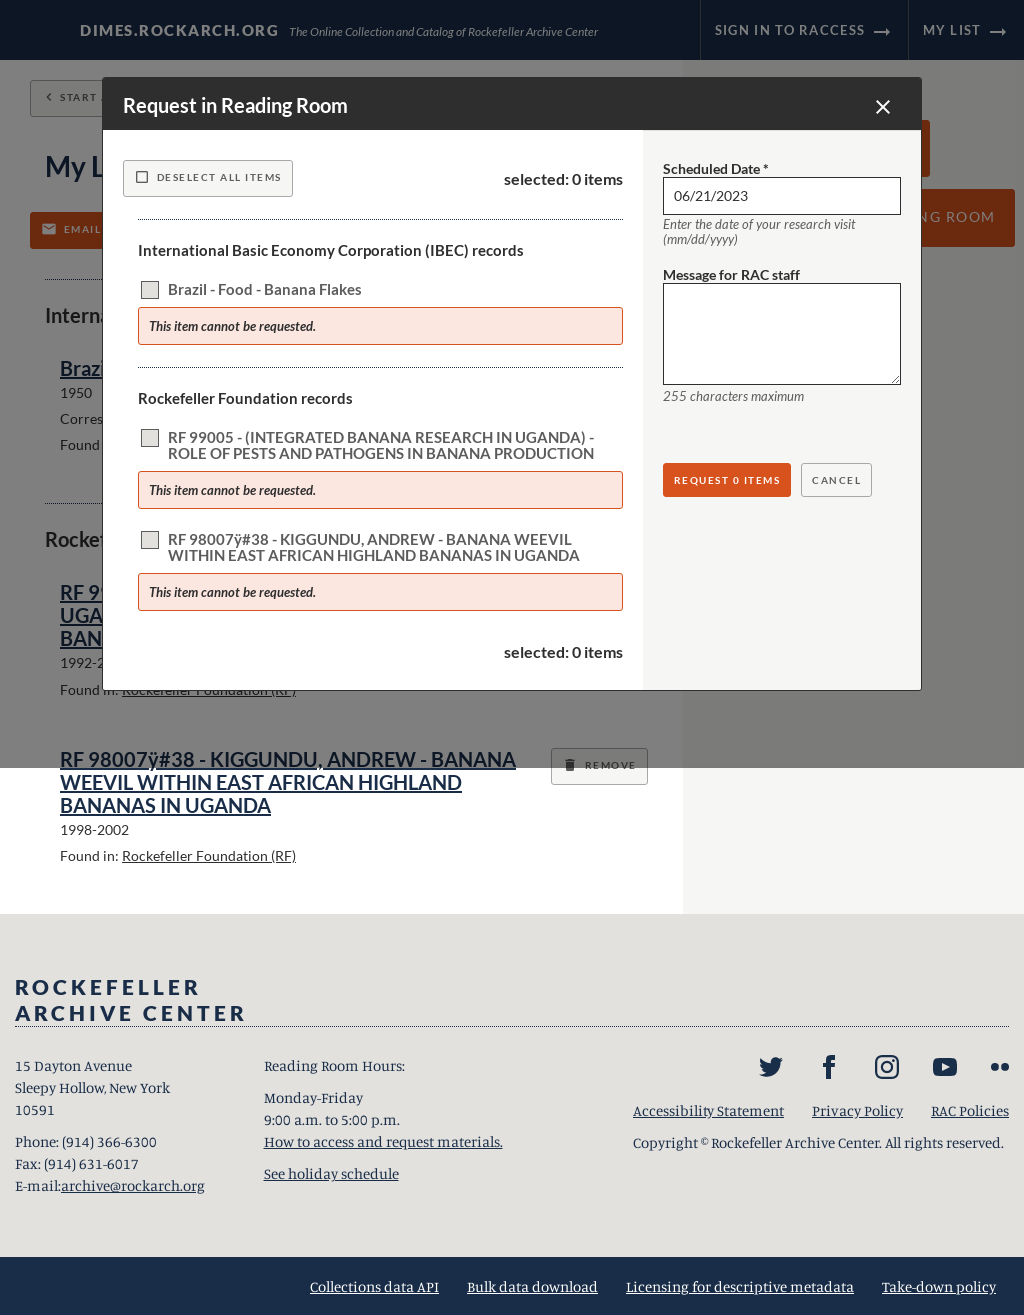 DIMES.ROCKARCH.ORG The Online Collection and Catalog of Rockefeller Archive Center
SIGN IN TO RACCESS
MY LIST
START
My L
EMAIL
NG ROOM
Interna
Brazi
1950
Corres
Found
Rockef
RF 99
UGA
BAN
1992-2
Found in: Rockefeller Foundation (RF)
Request in Reading Room
DESELECT ALL ITEMS
selected: 0 items
International Basic Economy Corporation (IBEC) records
Brazil - Food - Banana Flakes
This item cannot be requested.
Rockefeller Foundation records
RF 99005 - (INTEGRATED BANANA RESEARCH IN UGANDA) -
ROLE OF PESTS AND PATHOGENS IN BANANA PRODUCTION
This item cannot be requested.
RF 98007ÿ#38 - KIGGUNDU, ANDREW - BANANA WEEVIL
WITHIN EAST AFRICAN HIGHLAND BANANAS IN UGANDA
This item cannot be requested.
selected: 0 items
Scheduled Date *
06/21/2023
Enter the date of your research visit
(mm/dd/yyyy)
Message for RAC staff
255 characters maximum
REQUEST 0 ITEMS
CANCEL
RF 98007ÿ#38 - KIGGUNDU, ANDREW - BANANA
WEEVIL WITHIN EAST AFRICAN HIGHLAND
BANANAS IN UGANDA
REMOVE
1998-2002
Found in: Rockefeller Foundation (RF)
ROCKEFELLER
ARCHIVE CENTER
15 Dayton Avenue
Sleepy Hollow, New York
10591
Phone: (914) 366-6300
Fax: (914) 631-6017
E-mail:archive@rockarch.org
Reading Room Hours:
Monday-Friday
9:00 a.m. to 5:00 p.m.
How to access and request materials.
See holiday schedule
Accessibility Statement
Privacy Policy
RAC Policies
Copyright © Rockefeller Archive Center. All rights reserved.
Collections data API
Bulk data download
Licensing for descriptive metadata
Take-down policy